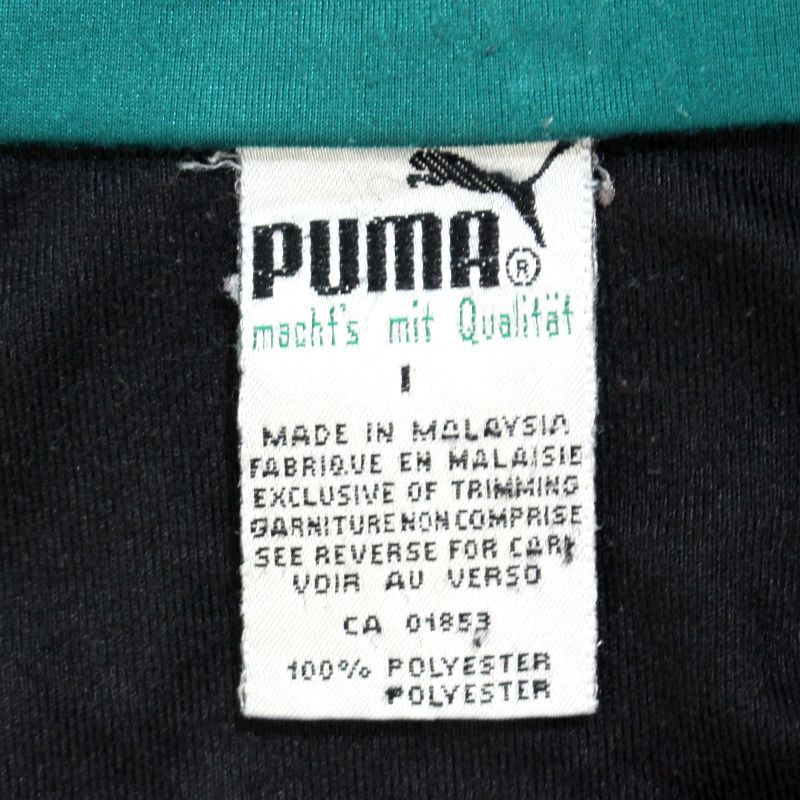 PUMA®
macht's mit Qualität
I
MADE IN MALAYSIA
FABRIQUE EN MALAISIE
EXCLUSIVE OF TRIMMING
GARNITURE NON COMPRISE
SEE REVERSE FOR CARE
VOIR AU VERSO
CA 01853
100% POLYESTER
POLYESTER